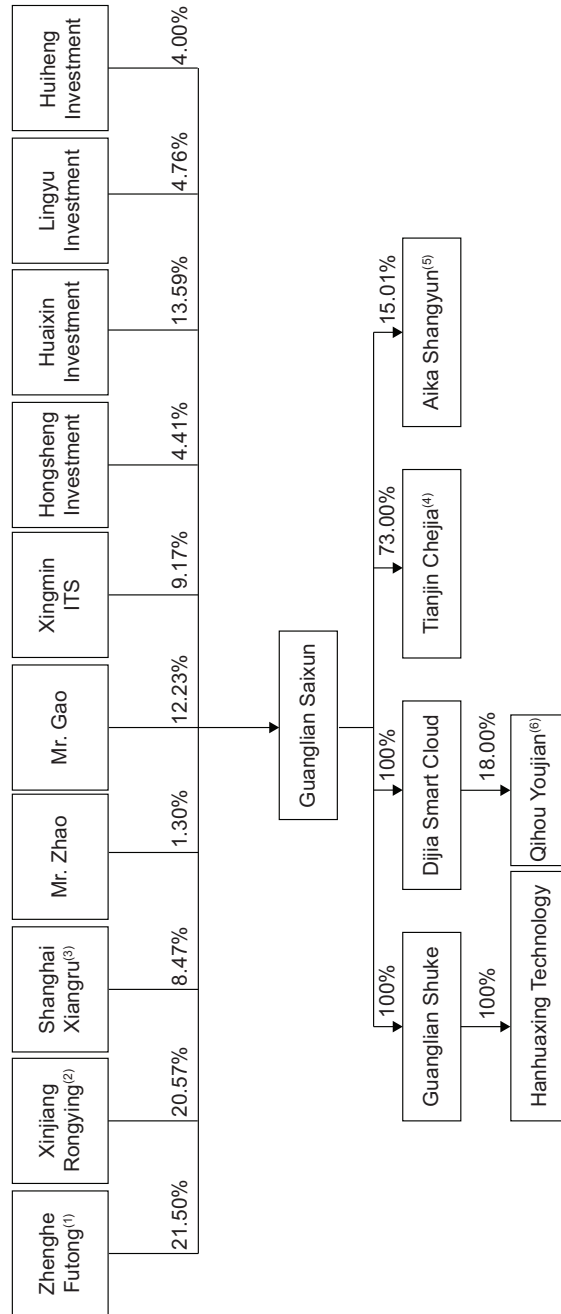 Zhenghe
Futong(1)
Xinjiang
Rongying(2)
Shanghai
Xiangru(3)
Mr. Zhao
Mr. Gao
Xingmin
ITS
Hongsheng
Investment
Huaixin
Investment
Lingyu
Investment
Huiheng
Investment
21.50%
20.57%
8.47%
1.30%
12.23%
9.17%
4.41%
13.59%
4.76%
4.00%
Guanglian Saixun
100%
100%
73.00%
15.01%
Guanglian Shuke
Dijia Smart Cloud
Tianjin Chejia(4)
Aika Shangyun(5)
100%
18.00%
Hanhuaxing Technology
Qihou Youjian(6)